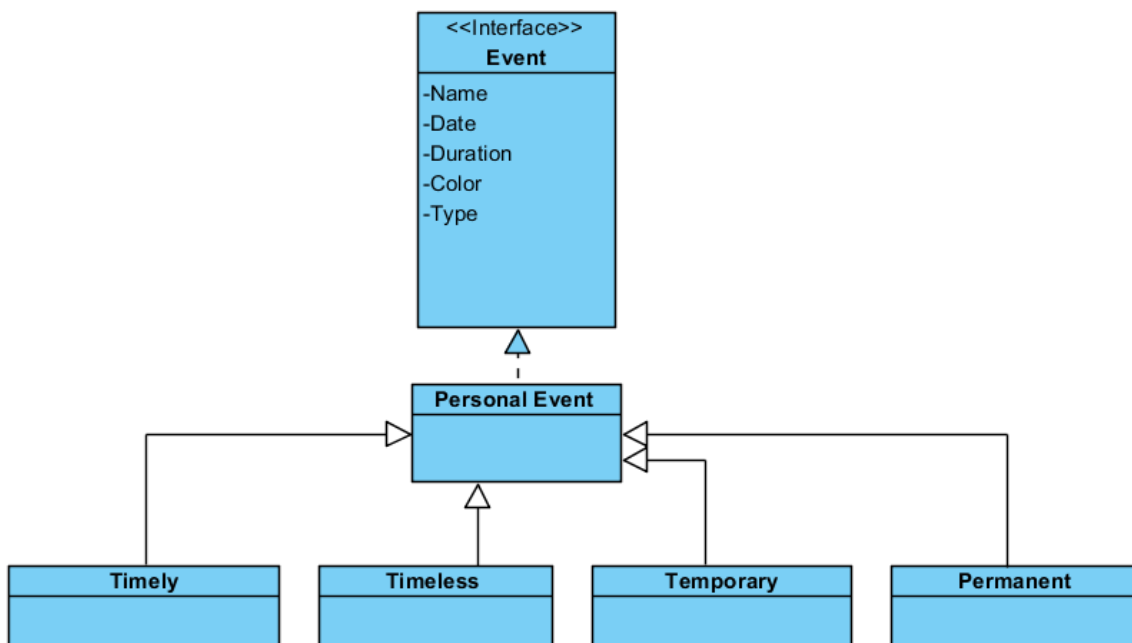 <<Interface>>
Event
-Name
-Date
-Duration
-Color
-Type
Personal Event
Timely
Timeless
Temporary
Permanent